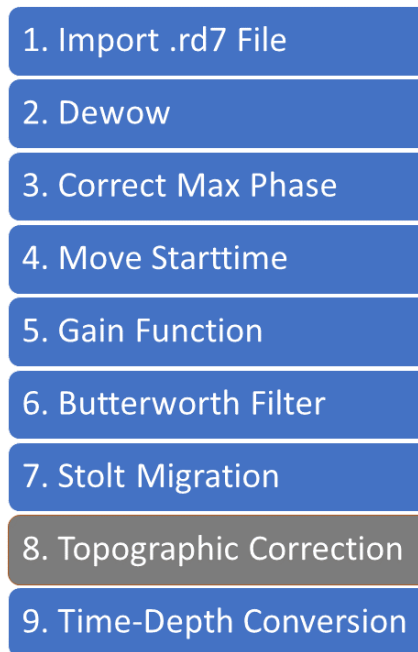 1. Import .rd7 File
2. Dewow
3. Correct Max Phase
4. Move Starttime
5. Gain Function
6. Butterworth Filter
7. Stolt Migration
8. Topographic Correction
9. Time-Depth Conversion